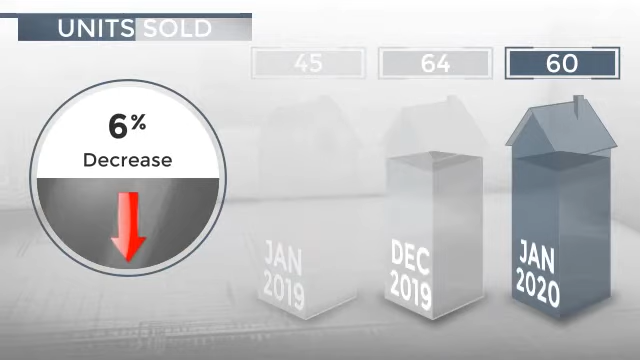 UNITS SOLD
45
64
60
6%
Decrease
JAN
2019
DEC
2019
JAN
2020